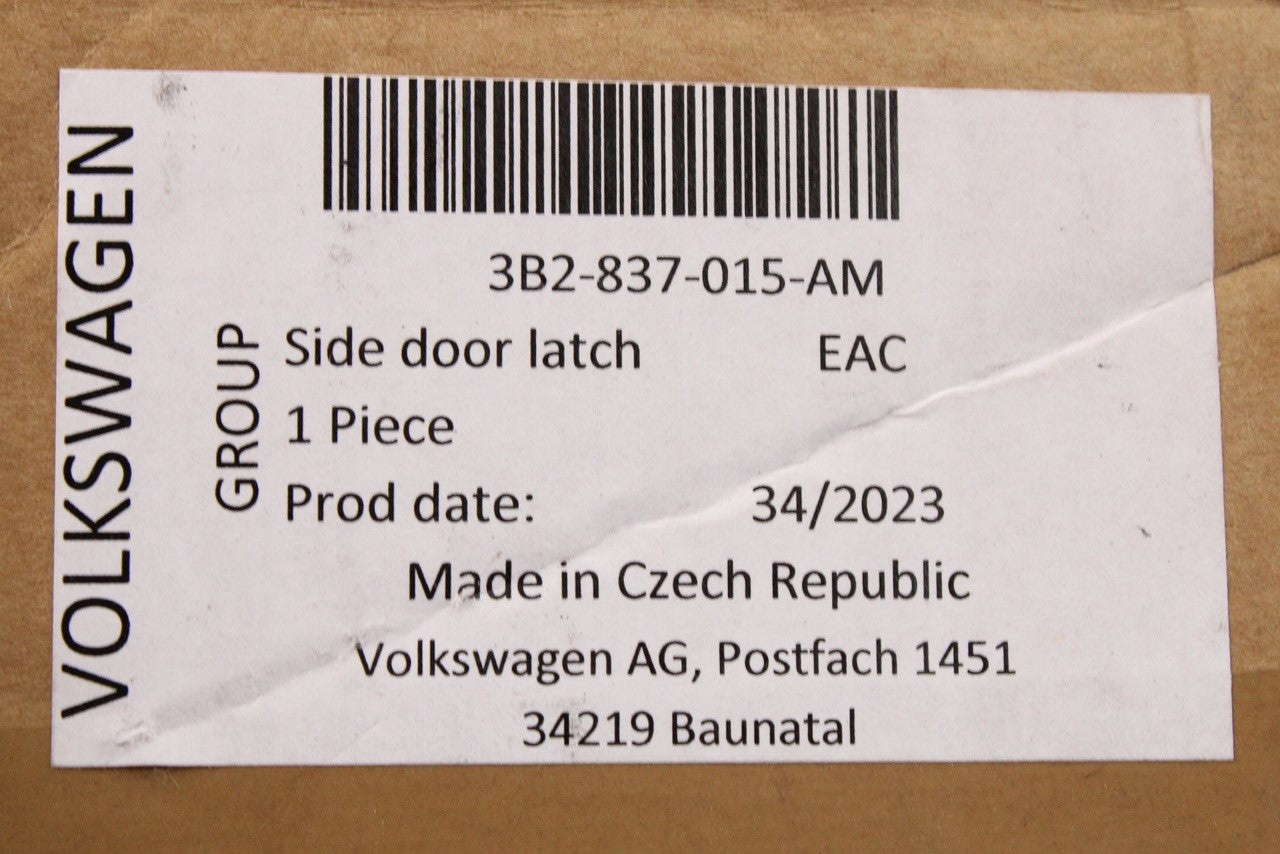 VOLKSWAGEN
GROUP
3B2-837-015-AM
Side door latch EAC
1 Piece
Prod date: 34/2023
Made in Czech Republic
Volkswagen AG, Postfach 1451
34219 Baunatal